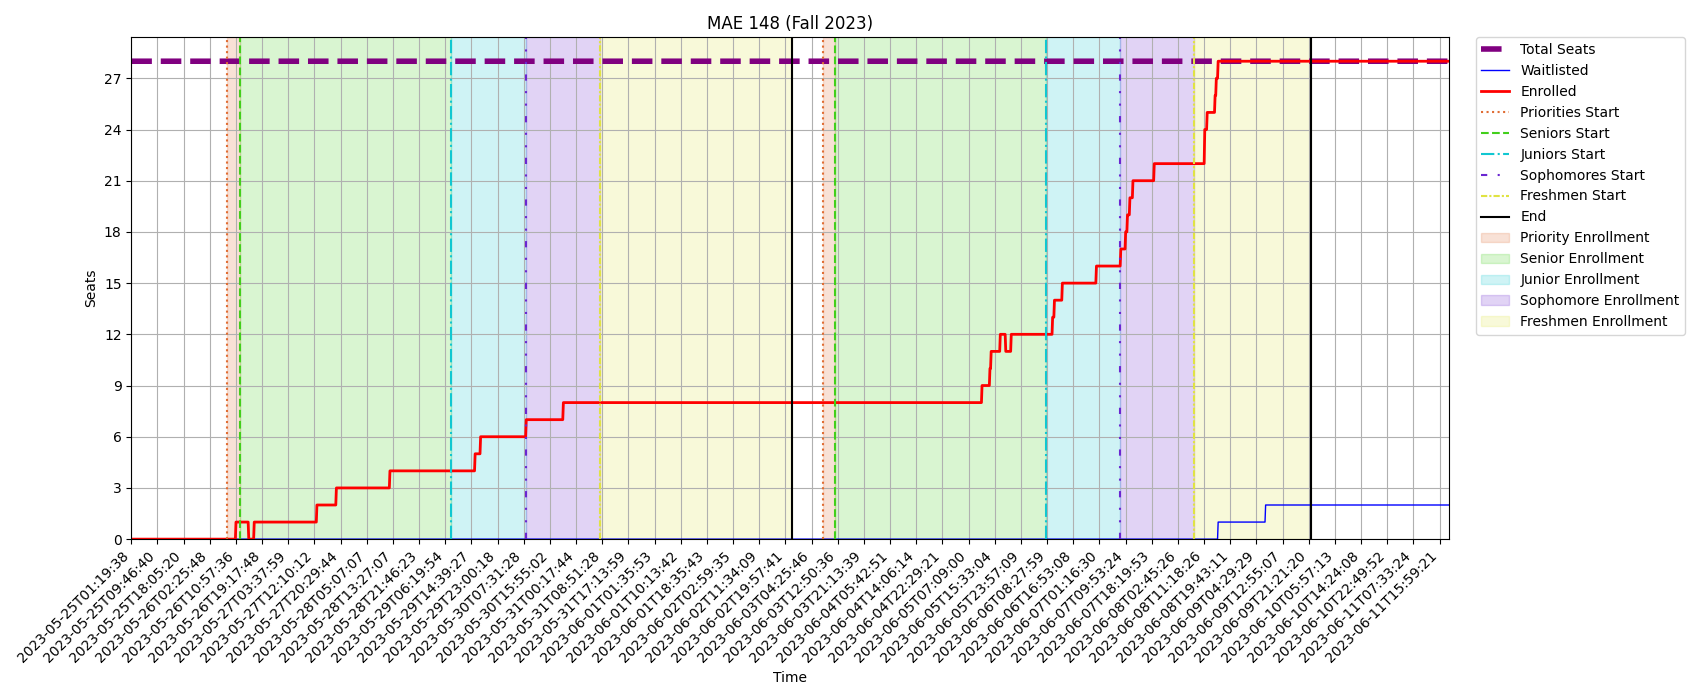 MAE 148 (Fall 2023)
Total Seats
Waitlisted
Enrolled
Priorities Start
Seniors Start
Juniors Start
Sophomores Start
Freshmen Start
End
Priority Enrollment
Senior Enrollment
Junior Enrollment
Sophomore Enrollment
Freshmen Enrollment
Seats
27
24
21
18
15
12
9
6
3
0
2023-05-25T01:19:38
2023-05-25T09:46:40
2023-05-25T18:05:20
2023-05-26T02:25:48
2023-05-26T10:57:36
2023-05-26T19:17:48
2023-05-27T03:37:59
2023-05-27T12:10:12
2023-05-27T20:29:44
2023-05-28T05:07:07
2023-05-28T13:27:07
2023-05-28T21:46:23
2023-05-29T06:19:54
2023-05-29T14:39:27
2023-05-29T23:00:18
2023-05-30T07:31:28
2023-05-30T15:55:02
2023-05-31T00:17:44
2023-05-31T08:51:28
2023-05-31T17:13:59
2023-06-01T01:35:53
2023-06-01T10:13:42
2023-06-01T18:35:43
2023-06-02T02:59:35
2023-06-02T11:34:09
2023-06-02T19:57:41
2023-06-03T04:25:46
2023-06-03T12:50:36
2023-06-03T21:13:39
2023-06-04T05:42:51
2023-06-04T14:06:14
2023-06-04T22:29:21
2023-06-05T07:09:00
2023-06-05T15:33:04
2023-06-05T23:57:09
2023-06-06T08:27:59
2023-06-06T16:53:08
2023-06-07T01:16:30
2023-06-07T09:53:24
2023-06-07T18:19:53
2023-06-08T02:45:26
2023-06-08T11:18:26
2023-06-08T19:43:11
2023-06-09T04:29:29
2023-06-09T12:55:07
2023-06-09T21:21:20
2023-06-10T05:57:13
2023-06-10T14:24:08
2023-06-10T22:49:52
2023-06-11T07:33:24
2023-06-11T15:59:21
Time